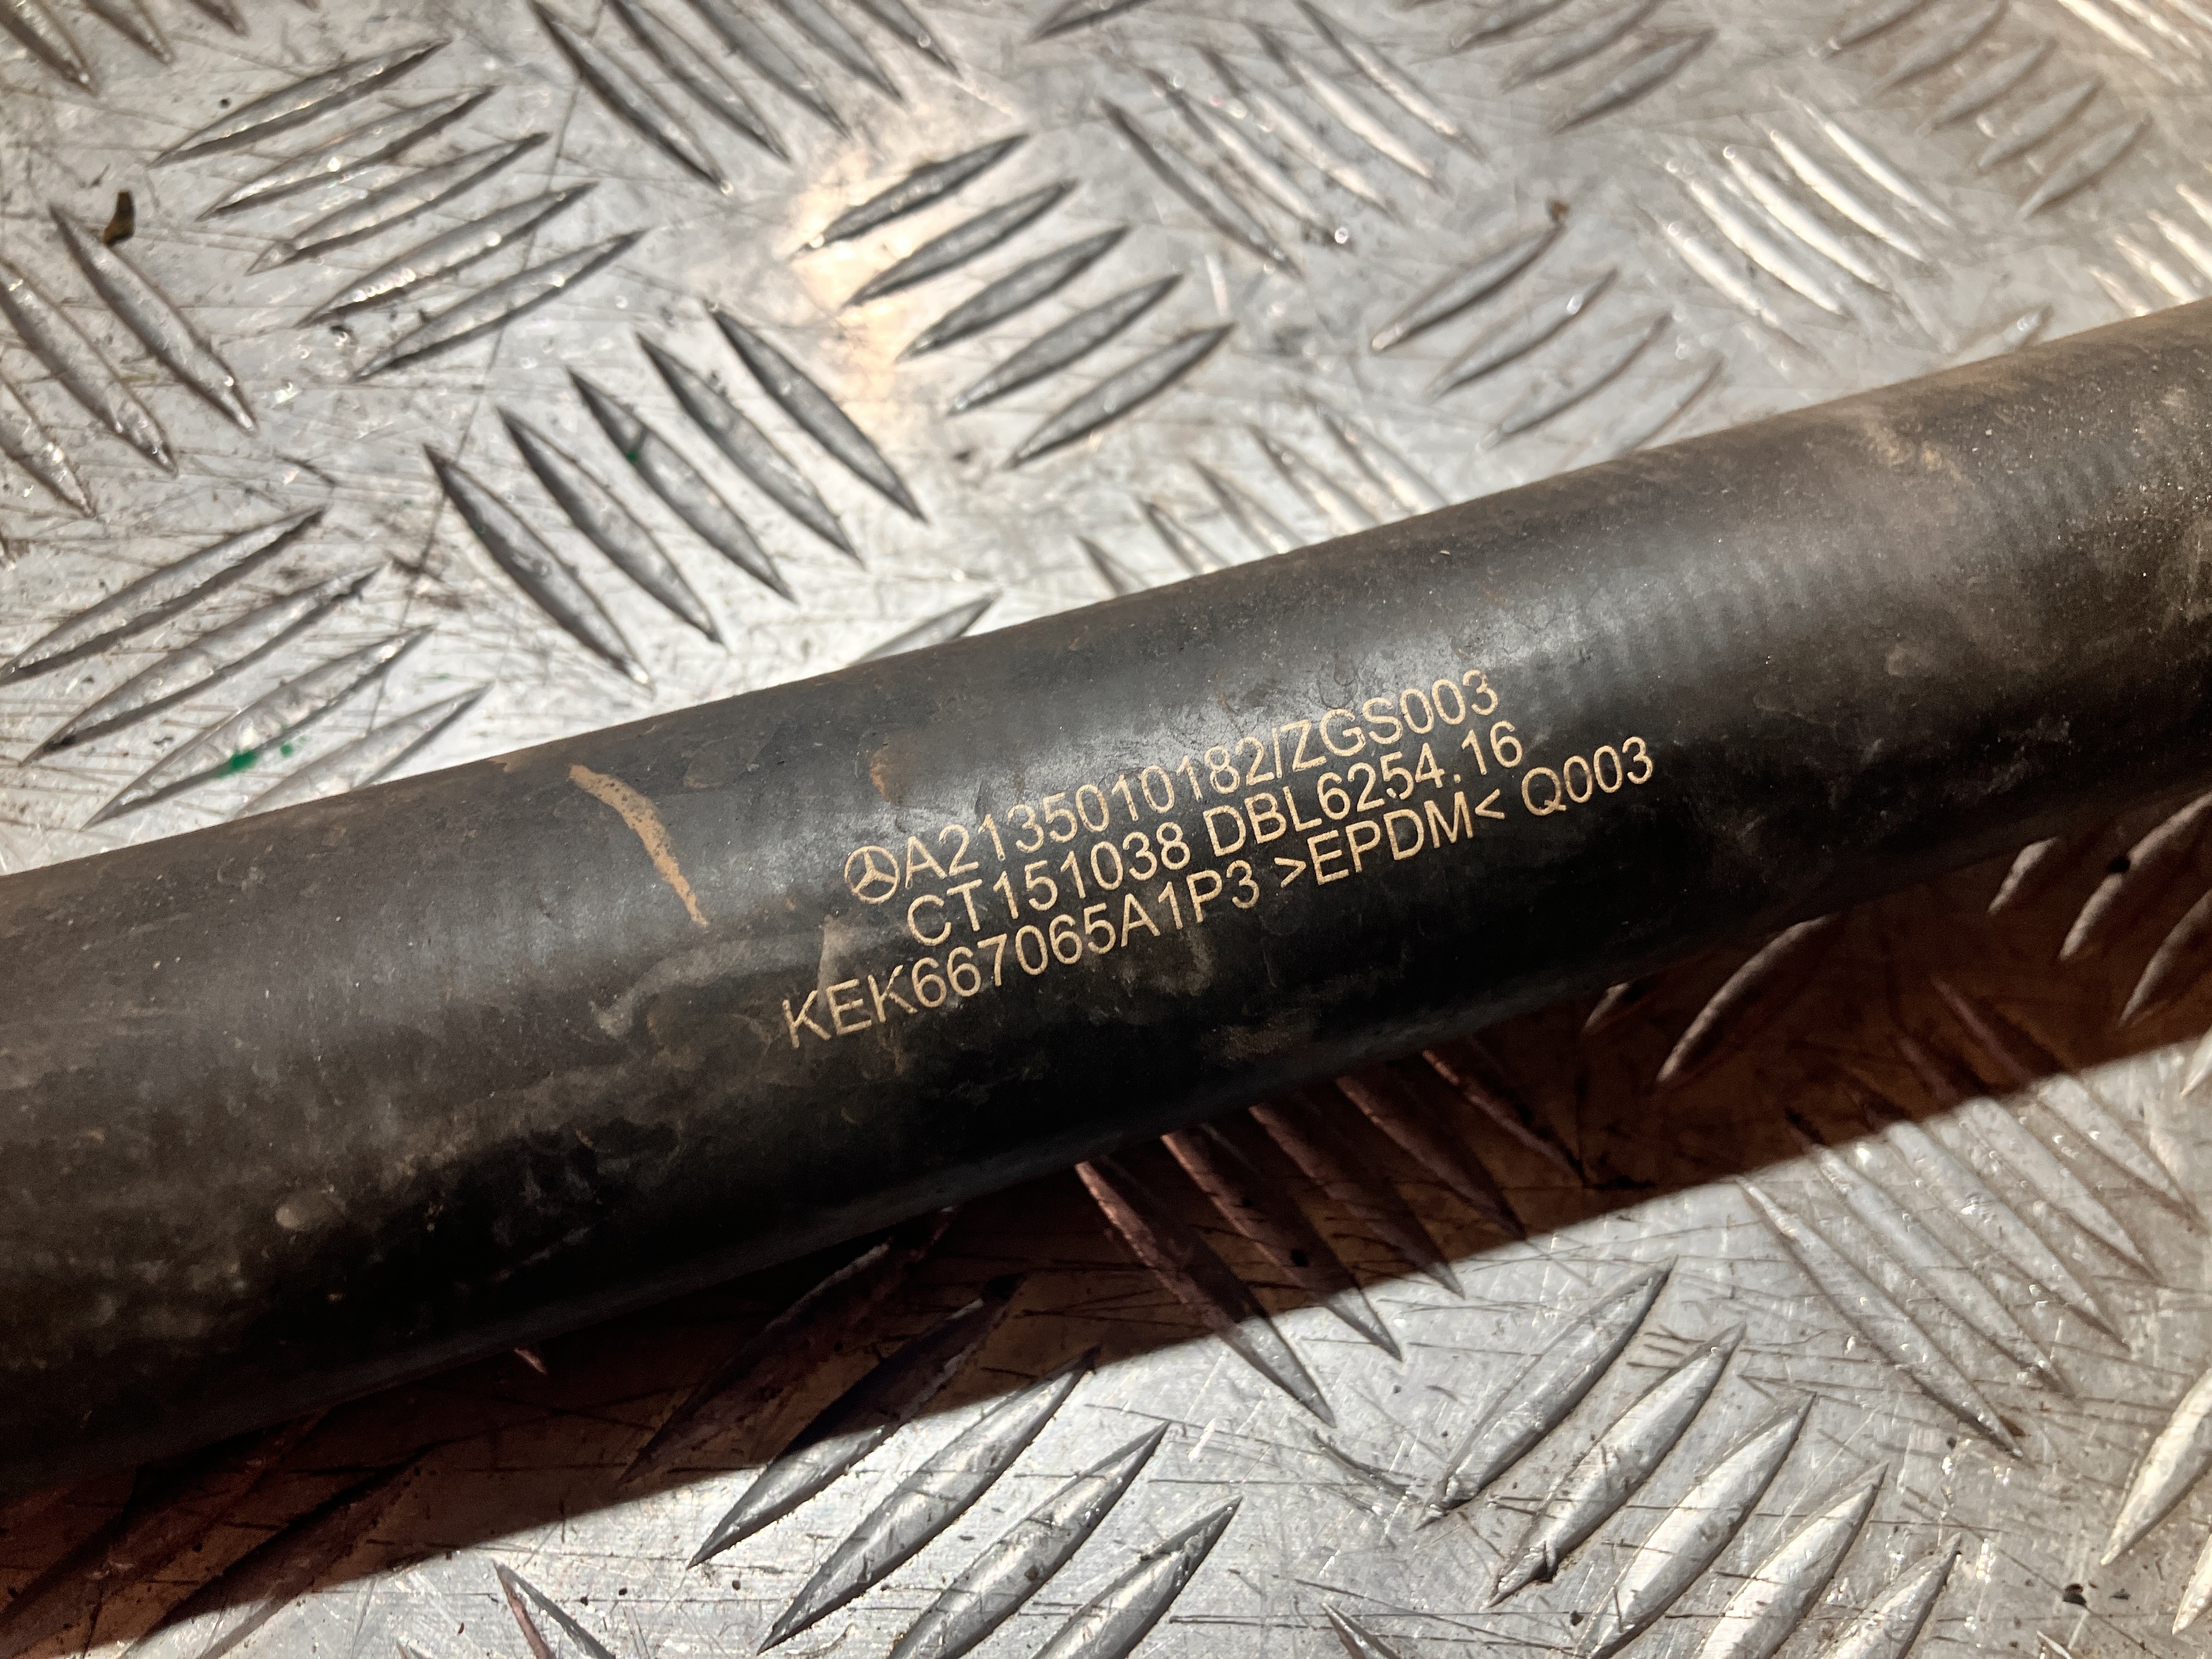 A2135010182/ZGS003
CT151038 DBL6254.16
KEK667065A1P3 >EPDM< Q003